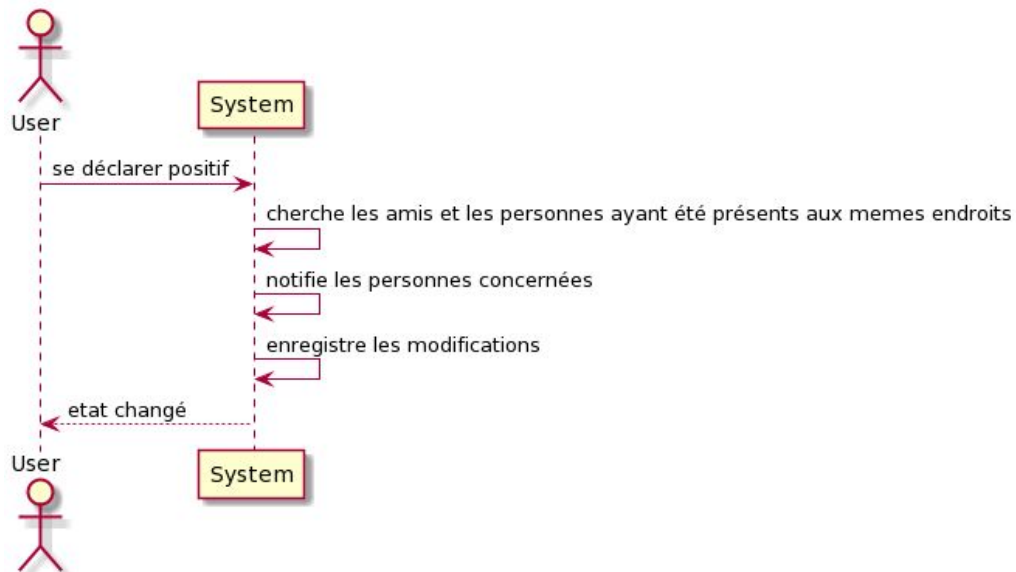 User
System
se déclarer positif
cherche les amis et les personnes ayant été présents aux memes endroits
notifie les personnes concernées
enregistre les modifications
etat changé
User
System